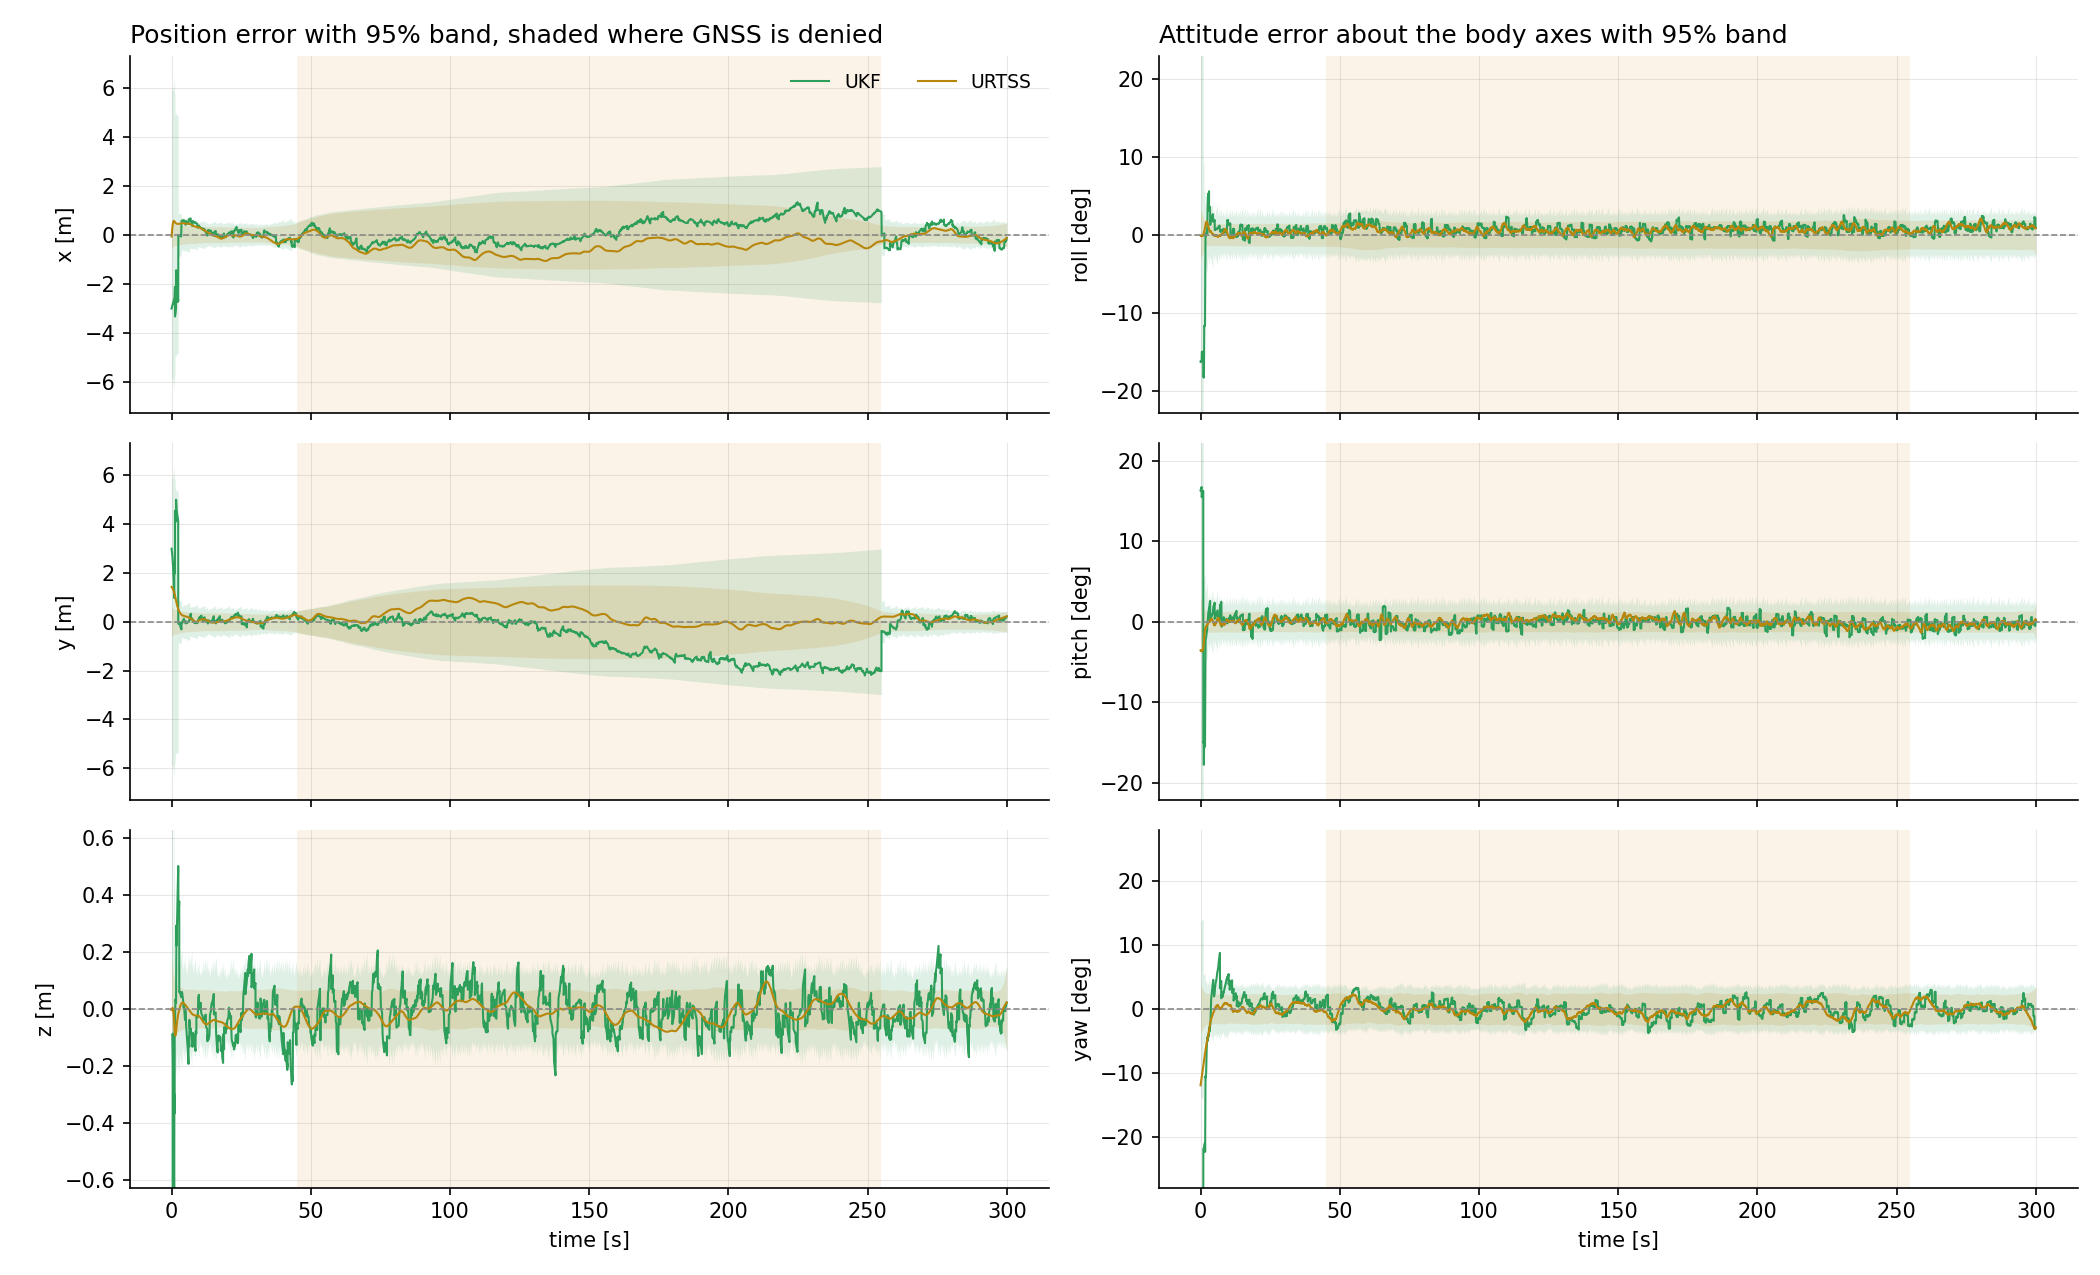 Position error with 95% band, shaded where GNSS is denied
UKF URTSS
x [m]
6
4
2
0
−2
−4
−6
y [m]
6
4
2
0
−2
−4
−6
z [m]
0.6
0.4
0.2
0.0
−0.2
−0.4
−0.6
0 50 100 150 200 250 300
time [s]
Attitude error about the body axes with 95% band
roll [deg]
20
10
0
−10
−20
pitch [deg]
20
10
0
−10
−20
yaw [deg]
20
10
0
−10
−20
0 50 100 150 200 250 300
time [s]